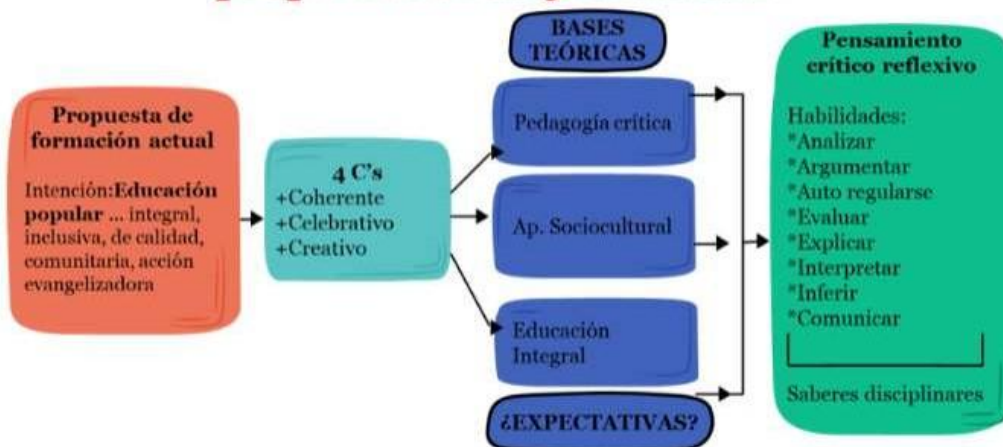 Propuesta de
formación actual
Intención:Educación
popular ... integral,
inclusiva, de calidad,
comunitaria, acción
evangelizadora
4 C's
+Coherente
+Celebrativo
+Creativo
BASES
TEÓRICAS
Pedagogía crítica
Ap. Sociocultural
Educación
Integral
¿EXPECTATIVAS?
Pensamiento
crítico reflexivo
Habilidades:
*Analizar
*Argumentar
*Auto regularse
*Evaluar
*Explicar
*Interpretar
*Inferir
*Comunicar
Saberes disciplinares